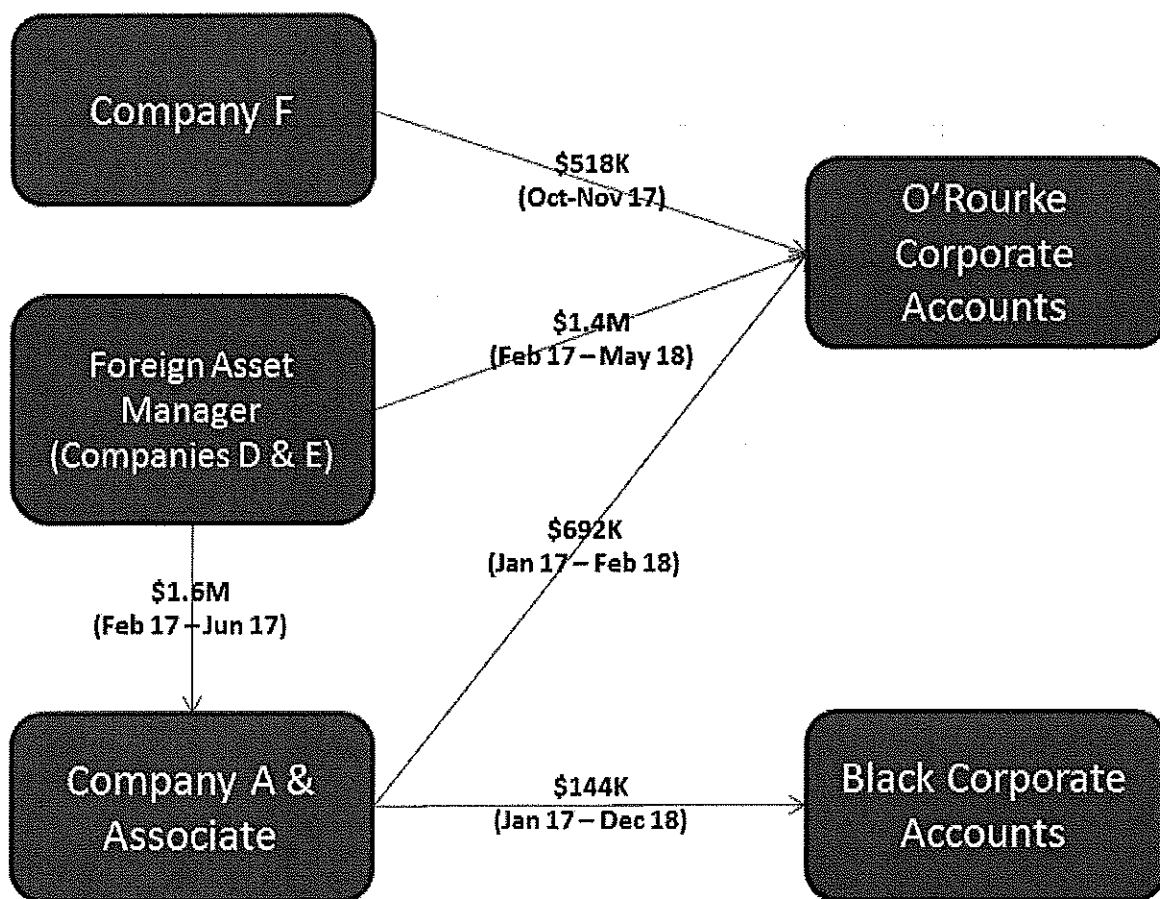 Company F
$518K
(Oct-Nov 17)
O'Rourke
Corporate
Accounts
Foreign Asset
Manager
(Companies D & E)
$1.4M
(Feb 17 – May 18)
$692K
(Jan 17 – Feb 18)
$1.6M
(Feb 17 – Jun 17)
Company A &
Associate
$144K
(Jan 17 – Dec 18)
Black Corporate
Accounts